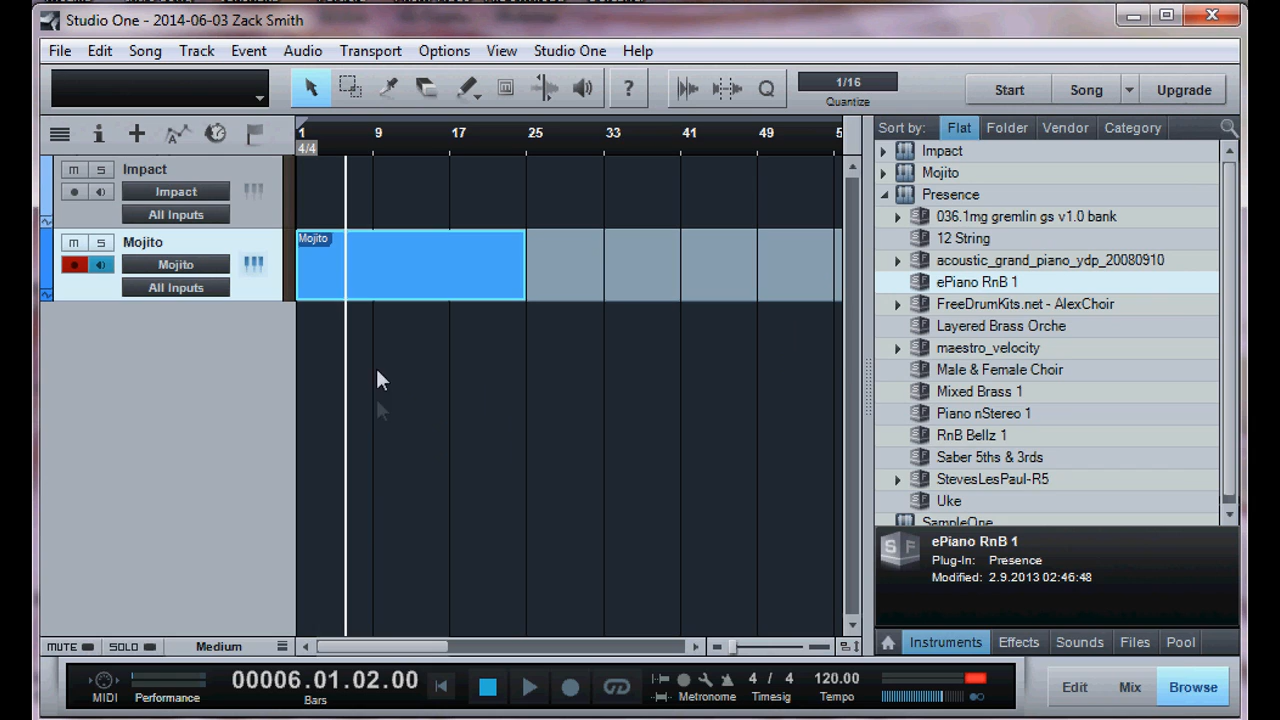 Studio One - 2014-06-03 Zack Smith
File Edit Song Track Event Audio Transport Options View Studio One Help
? Q 1/16 Quantize Start Song Upgrade
1 9 17 25 33 41 49 5
4/4
Sort by: Flat Folder Vendor Category
M S Impact
Impact
All Inputs
M S Mojito
Mojito
All Inputs
Mojito
Impact
Mojito
Presence
036.1mg gremlin gs v1.0 bank
12 String
acoustic_grand_piano_ydp_20080910
ePiano RnB 1
FreeDrumKits.net - AlexChoir
Layered Brass Orche
maestro_velocity
Male & Female Choir
Mixed Brass 1
Piano nStereo 1
RnB Bellz 1
Saber 5ths & 3rds
StevesLesPaul-R5
Uke
SampleOne
SF
ePiano RnB 1
Plug-In: Presence
Modified: 2.9.2013 02:46:48
MUTE SOLO Medium
Instruments Effects Sounds Files Pool
MIDI Performance
00006.01.02.00
Bars
Metronome
4 / 4
Timesig
120.00
Tempo
Edit Mix Browse